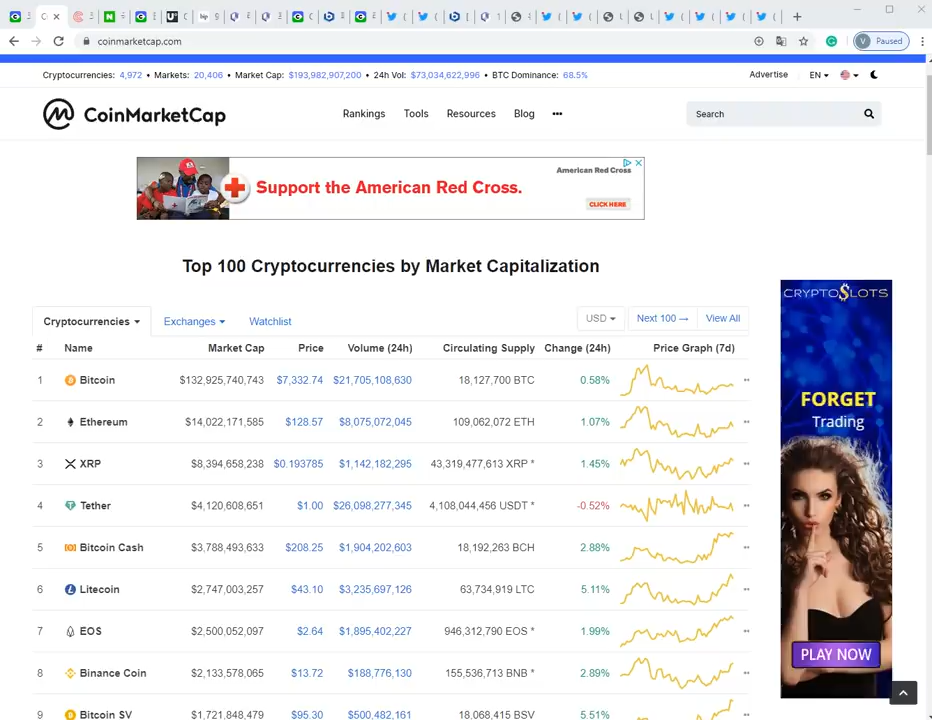 coinmarketcap.com
Paused
Cryptocurrencies: 4,972 • Markets: 20,406 • Market Cap: $193,982,907,200 • 24h Vol: $73,034,622,996 • BTC Dominance: 68.5%
Advertise EN
CoinMarketCap
Rankings Tools Resources Blog
Search
American Red Cross
Support the American Red Cross.
CLICK HERE
Top 100 Cryptocurrencies by Market Capitalization
CRYPTOSLOTS
Cryptocurrencies Exchanges Watchlist USD Next 100 → View All
# Name Market Cap Price Volume (24h) Circulating Supply Change (24h) Price Graph (7d)
1 Bitcoin $132,925,740,743 $7,332.74 $21,705,108,630 18,127,700 BTC 0.58%
FORGET
Trading
2 Ethereum $14,022,171,585 $128.57 $8,075,072,045 109,062,072 ETH 1.07%
3 XRP $8,394,658,238 $0.193785 $1,142,182,295 43,319,477,613 XRP * 1.45%
4 Tether $4,120,608,651 $1.00 $26,098,277,345 4,108,044,456 USDT * -0.52%
5 Bitcoin Cash $3,788,493,633 $208.25 $1,904,202,603 18,192,263 BCH 2.88%
6 Litecoin $2,747,003,257 $43.10 $3,235,697,126 63,734,919 LTC 5.11%
7 EOS $2,500,052,097 $2.64 $1,895,402,227 946,312,790 EOS * 1.99%
PLAY NOW
8 Binance Coin $2,133,578,065 $13.72 $188,776,130 155,536,713 BNB * 2.89%
9 Bitcoin SV $1,721,848,479 $95.30 $500,482,161 18,068,415 BSV 5.51%